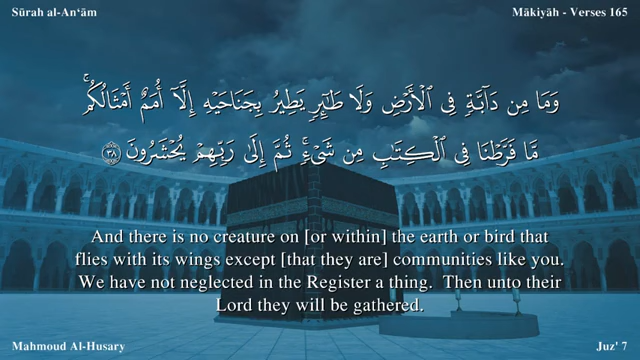 Sūrah al-An‘ām
Mākiyāh - Verses 165
وَمَا مِن دَآبَّةٍ فِى ٱلْأَرْضِ وَلَا طَـٰٓئِرٍ يَطِيرُ بِجَنَاحَيْهِ إِلَّآ أُمَمٌ أَمْثَالُكُم ۚ
مَّا فَرَّطْنَا فِى ٱلْكِتَـٰبِ مِن شَىْءٍ ۚ ثُمَّ إِلَىٰ رَبِّهِمْ يُحْشَرُونَ ٣٨
And there is no creature on [or within] the earth or bird that
flies with its wings except [that they are] communities like you.
We have not neglected in the Register a thing. Then unto their
Lord they will be gathered.
Mahmoud Al-Husary
Juz' 7